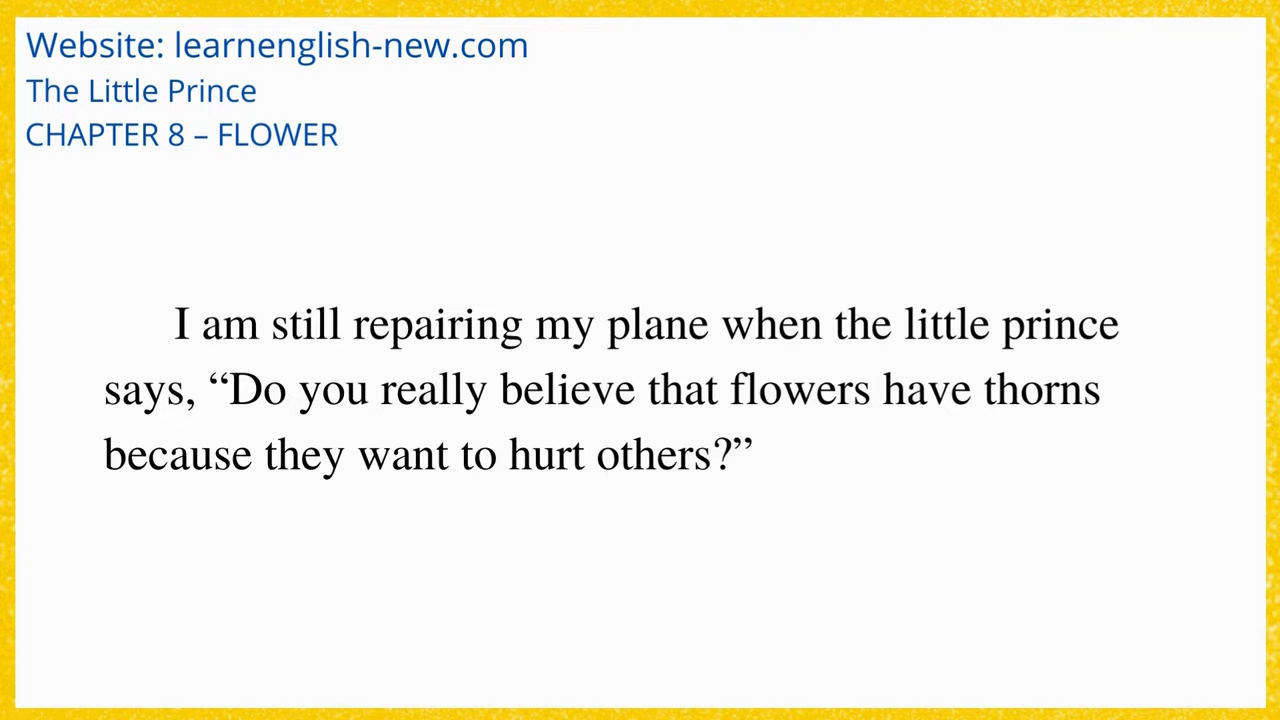 Website: learnenglish-new.com
The Little Prince
CHAPTER 8 – FLOWER
I am still repairing my plane when the little prince
says, “Do you really believe that flowers have thorns
because they want to hurt others?”